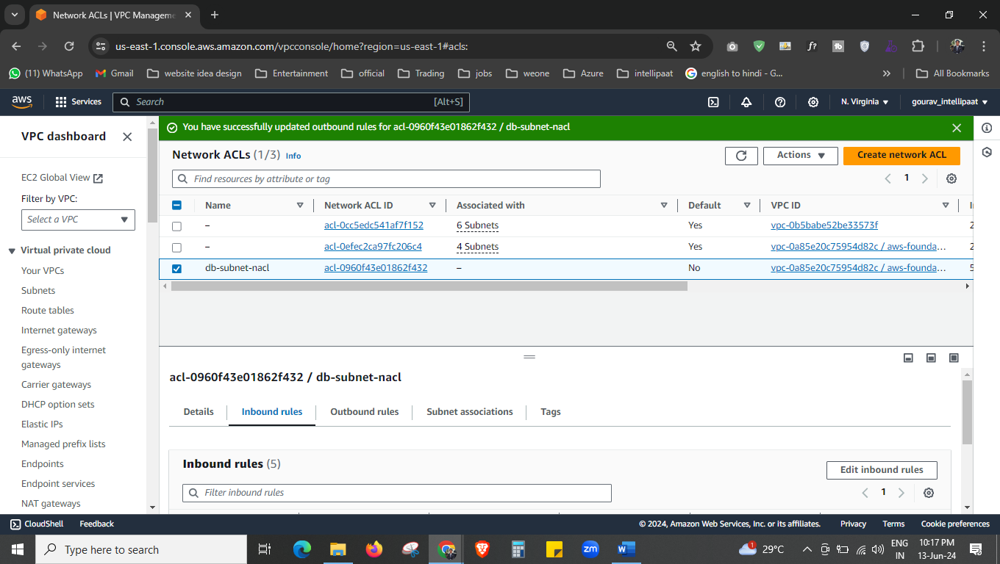 Network ACLs | VPC Manageme
us-east-1.console.aws.amazon.com/vpcconsole/home?region=us-east-1#acls:
(11) WhatsApp Gmail website idea design Entertainment official Trading jobs weone Azure intellipaat english to hindi - G... » All Bookmarks
aws Services Search [Alt+S] N. Virginia gourav_intellipaat
VPC dashboard
You have successfully updated outbound rules for acl-0960f43e01862f432 / db-subnet-nacl
EC2 Global View
Filter by VPC:
Select a VPC
Virtual private cloud
Your VPCs
Subnets
Route tables
Internet gateways
Egress-only internet
gateways
Carrier gateways
DHCP option sets
Elastic IPs
Managed prefix lists
Endpoints
Endpoint services
NAT gateways
Network ACLs (1/3) Info
Actions Create network ACL
Find resources by attribute or tag
1
Name Network ACL ID Associated with Default VPC ID
– acl-0cc5edc541af7f152 6 Subnets Yes vpc-0b5babe52be33573f 2
– acl-0efec2ca97fc206c4 4 Subnets Yes vpc-0a85e20c75954d82c / aws-founda... 2
db-subnet-nacl acl-0960f43e01862f432 – No vpc-0a85e20c75954d82c / aws-founda... 5
acl-0960f43e01862f432 / db-subnet-nacl
Details Inbound rules Outbound rules Subnet associations Tags
Inbound rules (5)
Edit inbound rules
Filter inbound rules
1
CloudShell Feedback © 2024, Amazon Web Services, Inc. or its affiliates. Privacy Terms Cookie preferences
Type here to search
zm
1
29°C
ENG
IN
10:17 PM
13-Jun-24